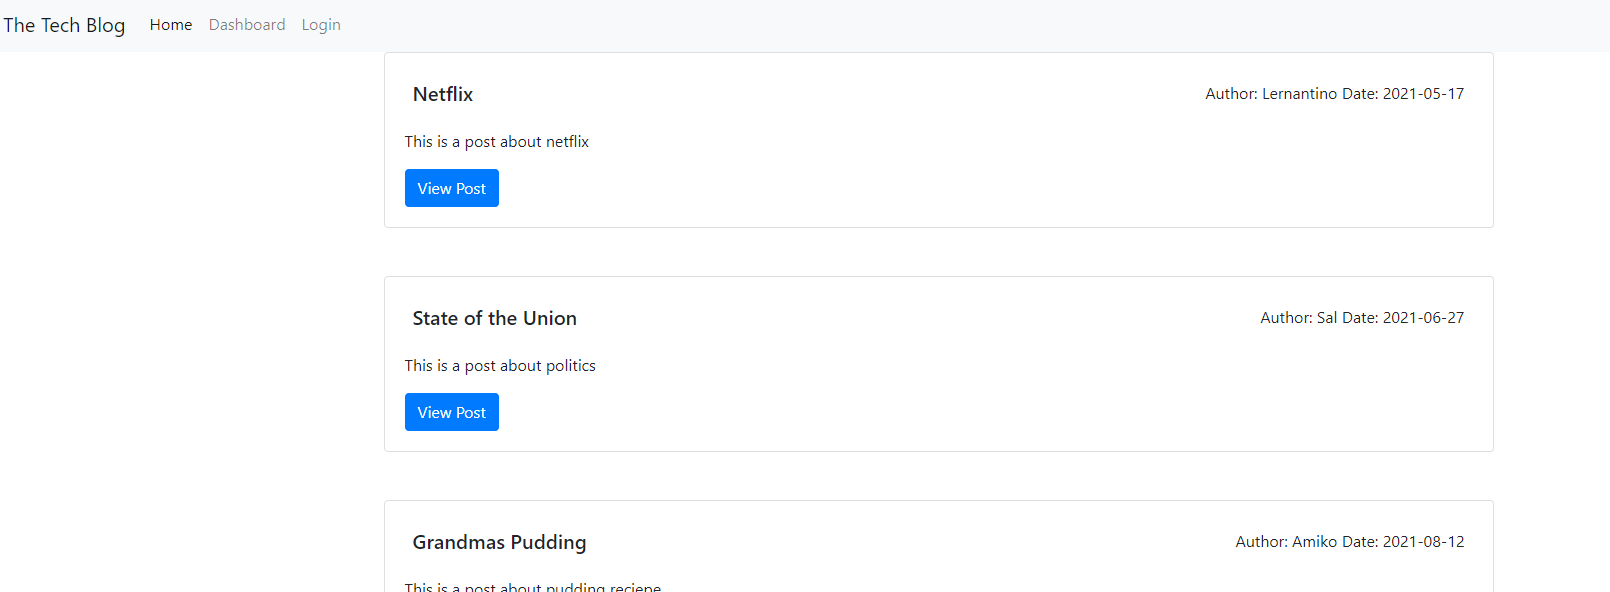 The Tech Blog Home Dashboard Login
Netflix Author: Lernantino Date: 2021-05-17
This is a post about netflix
View Post
State of the Union Author: Sal Date: 2021-06-27
This is a post about politics
View Post
Grandmas Pudding Author: Amiko Date: 2021-08-12
This is a post about pudding reciepe